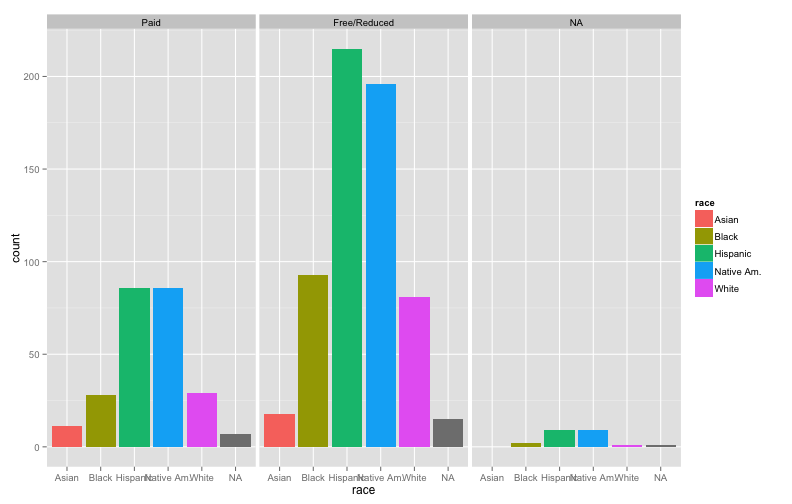 Paid Free/Reduced NA
200
150
100
50
0
count
Asian Black Hispanic Native Am. White NA Asian Black Hispanic Native Am. White NA Asian Black Hispanic Native Am. White NA
race
race
Asian
Black
Hispanic
Native Am.
White